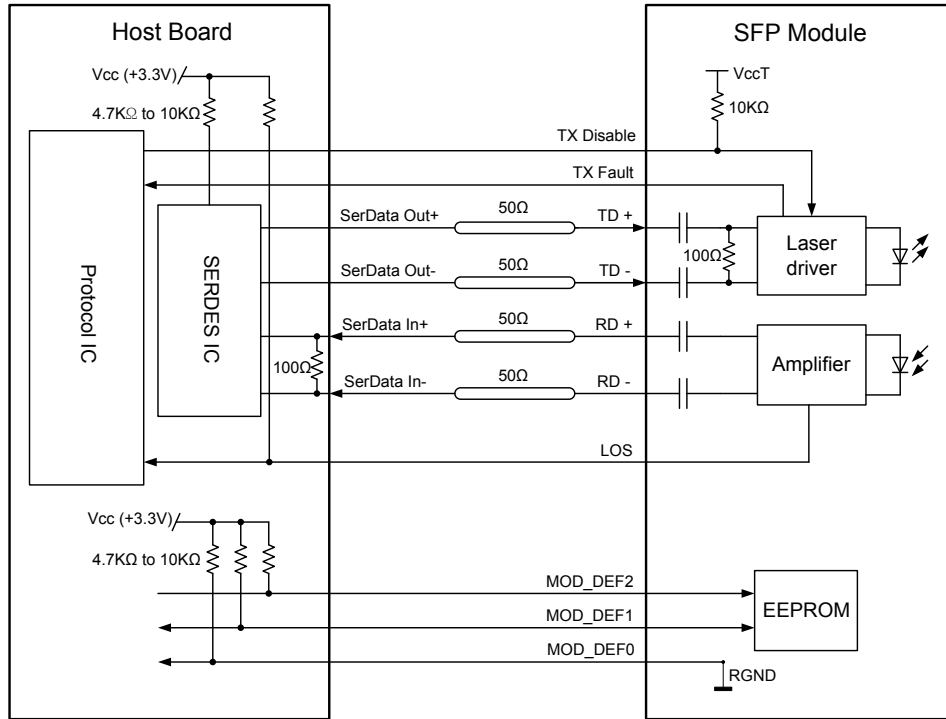 Host Board
SFP Module
Vcc (+3.3V)
4.7KΩ to 10KΩ
VccT
10KΩ
TX Disable
TX Fault
Protocol IC
SERDES IC
SerData Out+
50Ω
TD +
100Ω
Laser
driver
SerData Out-
50Ω
TD -
SerData In+
50Ω
RD +
100Ω
Amplifier
SerData In-
50Ω
RD -
LOS
Vcc (+3.3V)
4.7KΩ to 10KΩ
MOD_DEF2
EEPROM
MOD_DEF1
MOD_DEF0
RGND